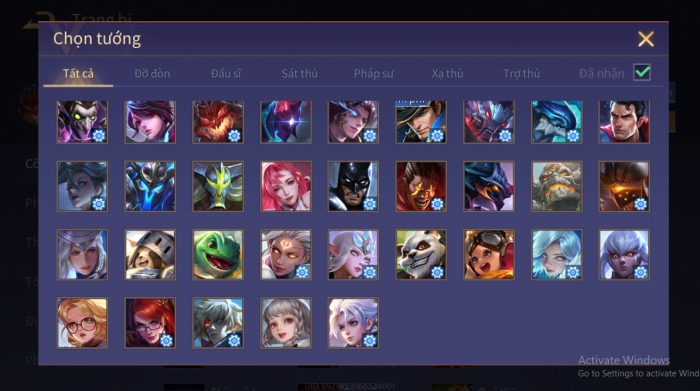 Trang bị
Chọn tướng
Tất cả
Đỡ đòn
Đấu sĩ
Sát thủ
Pháp sư
Xạ thủ
Trợ thủ
Đã nhận
Activate Windows
Go to Settings to activate Wind